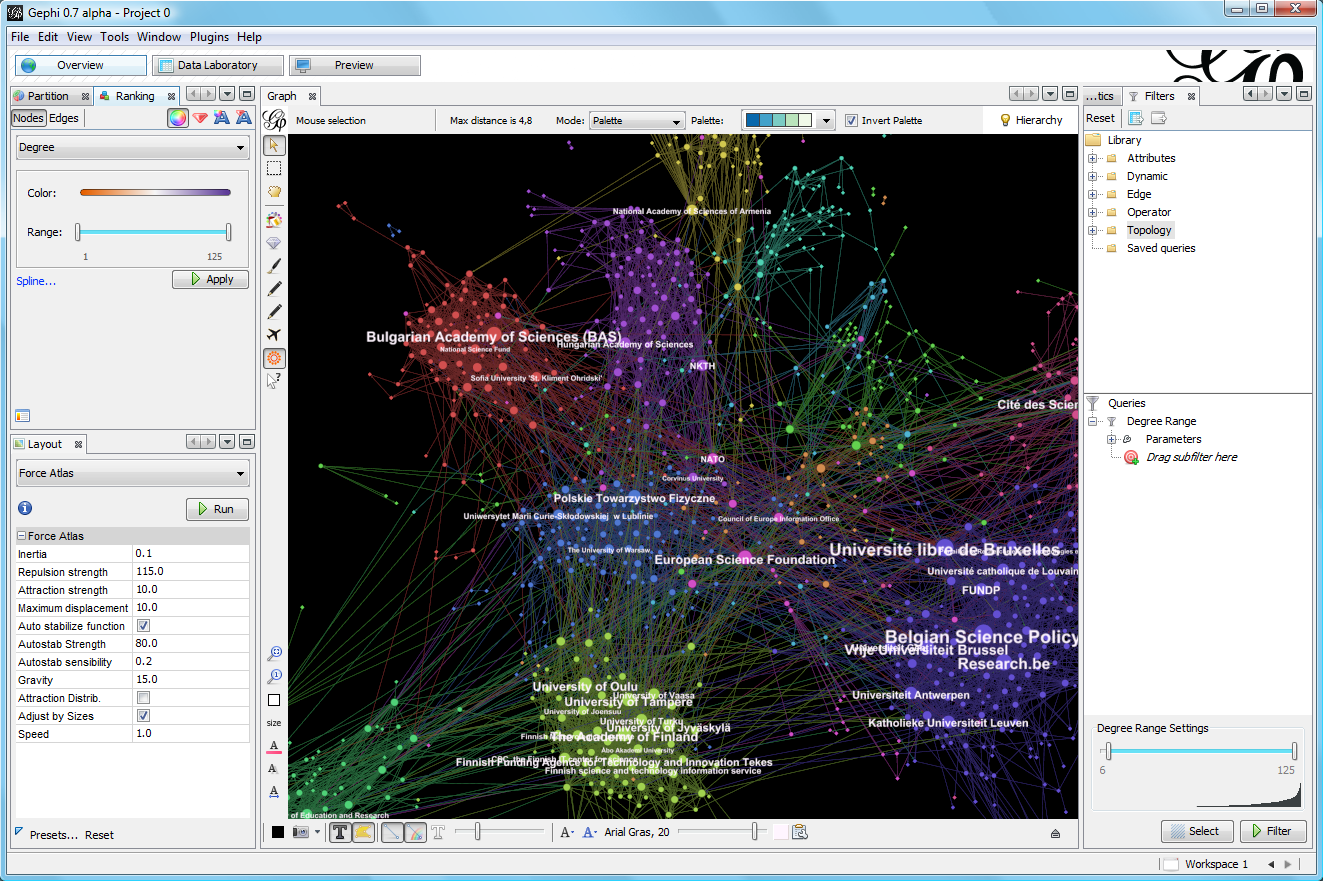 Gephi 0.7 alpha - Project 0
File Edit View Tools Window Plugins Help
Overview
Data Laboratory
Preview
Partition
Ranking
Nodes Edges
Degree
Color:
Range:
1 125
Spline...
Apply
Layout
Force Atlas
Run
Force Atlas
Inertia 0.1
Repulsion strength 115.0
Attraction strength 10.0
Maximum displacement 10.0
Auto stabilize function
Autostab Strength 80.0
Autostab sensibility 0.2
Gravity 15.0
Attraction Distrib.
Adjust by Sizes
Speed 1.0
Presets... Reset
Graph
Mouse selection
Max distance is 4,8
Mode: Palette
Palette:
Invert Palette
Hierarchy
size
National Academy of Sciences of Armenia
Bulgarian Academy of Sciences (BAS)
Hungarian Academy of Sciences
National Science Fund
NKTH
Sofia University 'St. Kliment Ohridski'
Cité des Scien
NATO
Corvinus University
Polskie Towarzystwo Fizyczne
Uniwersytet Marii Curie-Skłodowskiej w Lublinie
Council of Europe Information Office
The University of Warsaw
European Science Foundation
Université libre de Bruxelles
Université catholique de Louvain
FUNDP
Belgian Science Policy
Vrije Universiteit Brussel
Research.be
University of Oulu
University of Vaasa
University of Tampere
Universiteit Antwerpen
University of Joensuu
University of Turku
University of Jyväskylä
Katholieke Universiteit Leuven
The Academy of Finland
Åbo Akademi University
Finnish Funding Agency for Technology and Innovation Tekes
Finnish science and technology information service
of Education and Research
Arial Gras, 20
...tics
Filters
Reset
Library
Attributes
Dynamic
Edge
Operator
Topology
Saved queries
Queries
Degree Range
Parameters
Drag subfilter here
Degree Range Settings
6 125
Select
Filter
Workspace 1